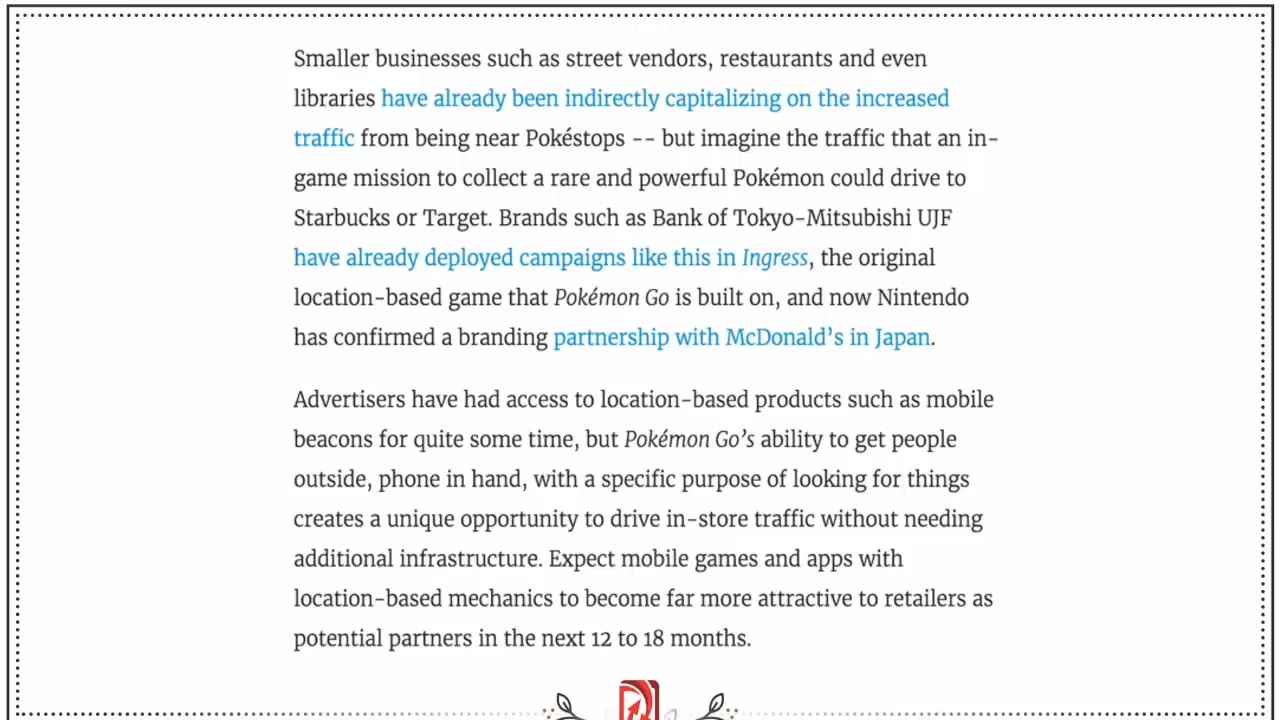 Smaller businesses such as street vendors, restaurants and even
libraries have already been indirectly capitalizing on the increased
traffic from being near Pokéstops -- but imagine the traffic that an in-
game mission to collect a rare and powerful Pokémon could drive to
Starbucks or Target. Brands such as Bank of Tokyo-Mitsubishi UJF
have already deployed campaigns like this in Ingress, the original
location-based game that Pokémon Go is built on, and now Nintendo
has confirmed a branding partnership with McDonald’s in Japan.
Advertisers have had access to location-based products such as mobile
beacons for quite some time, but Pokémon Go’s ability to get people
outside, phone in hand, with a specific purpose of looking for things
creates a unique opportunity to drive in-store traffic without needing
additional infrastructure. Expect mobile games and apps with
location-based mechanics to become far more attractive to retailers as
potential partners in the next 12 to 18 months.